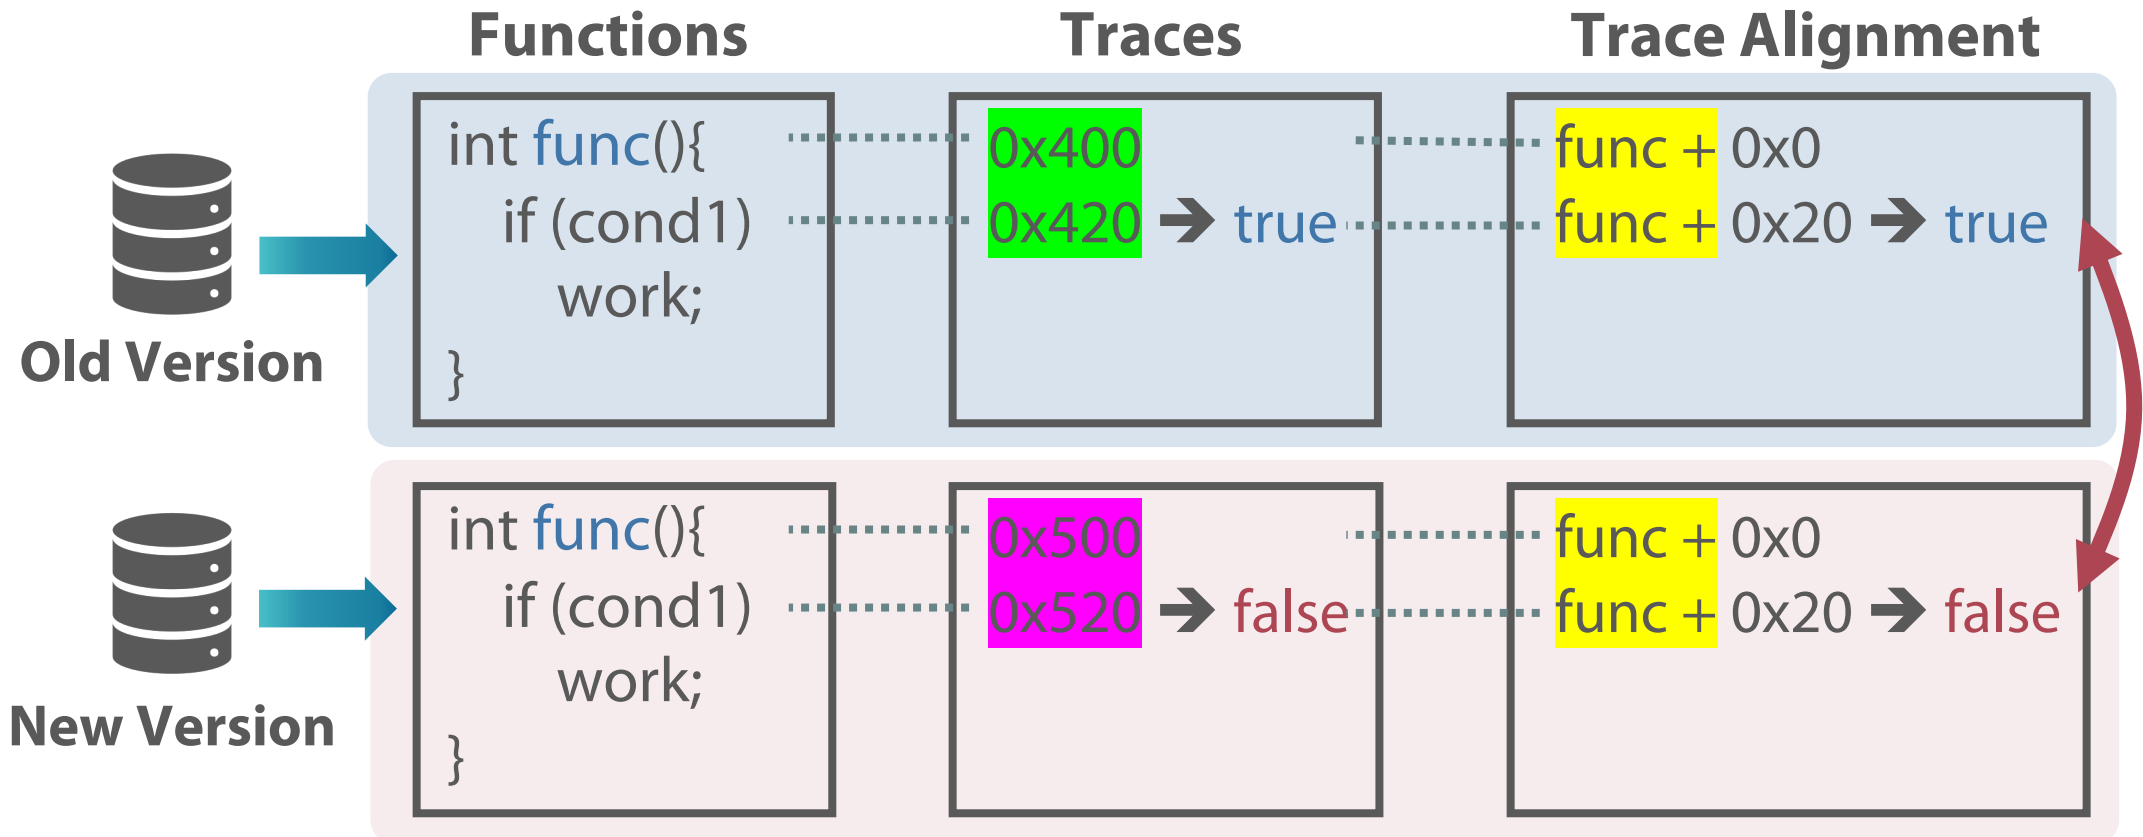 Functions
Traces
Trace Alignment
Old Version
int func(){
if (cond1)
work;
}
0x400
0x420 ➔ true
func + 0x0
func + 0x20 ➔ true
New Version
int func(){
if (cond1)
work;
}
0x500
0x520 ➔ false
func + 0x0
func + 0x20 ➔ false